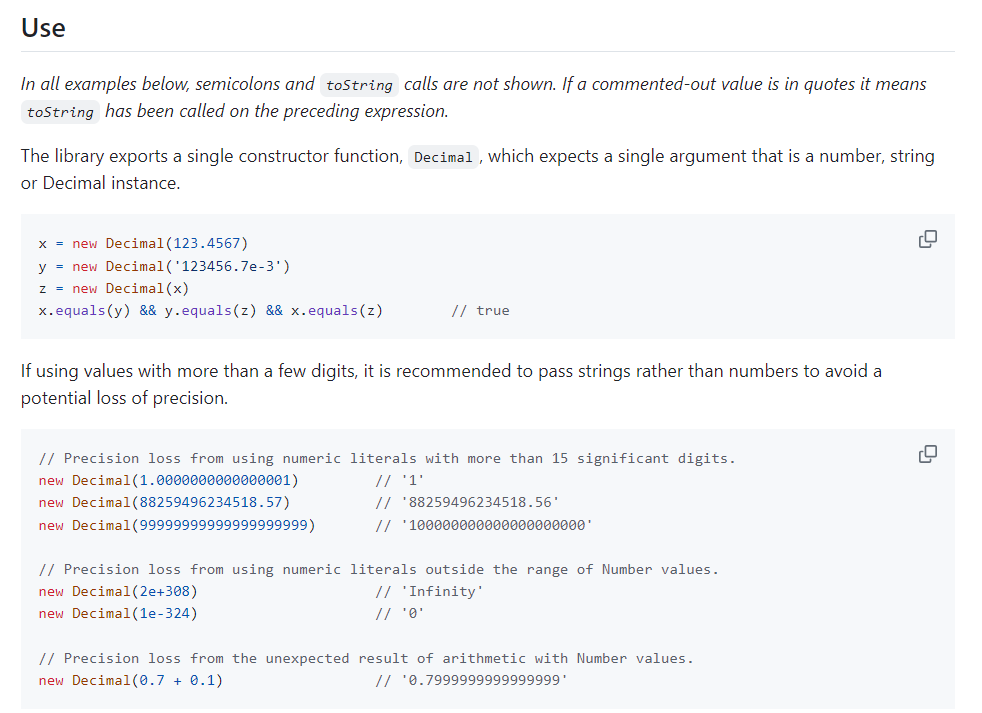 Use
In all examples below, semicolons and toString calls are not shown. If a commented-out value is in quotes it means
toString has been called on the preceding expression.
The library exports a single constructor function, Decimal, which expects a single argument that is a number, string
or Decimal instance.
x = new Decimal(123.4567)
y = new Decimal('123456.7e-3')
z = new Decimal(x)
x.equals(y) && y.equals(z) && x.equals(z)        // true
If using values with more than a few digits, it is recommended to pass strings rather than numbers to avoid a
potential loss of precision.
// Precision loss from using numeric literals with more than 15 significant digits.
new Decimal(1.0000000000000001)         // '1'
new Decimal(88259496234518.57)          // '88259496234518.56'
new Decimal(99999999999999999999)       // '100000000000000000000'
// Precision loss from using numeric literals outside the range of Number values.
new Decimal(2e+308)                     // 'Infinity'
new Decimal(1e-324)                     // '0'
// Precision loss from the unexpected result of arithmetic with Number values.
new Decimal(0.7 + 0.1)                  // '0.7999999999999999'